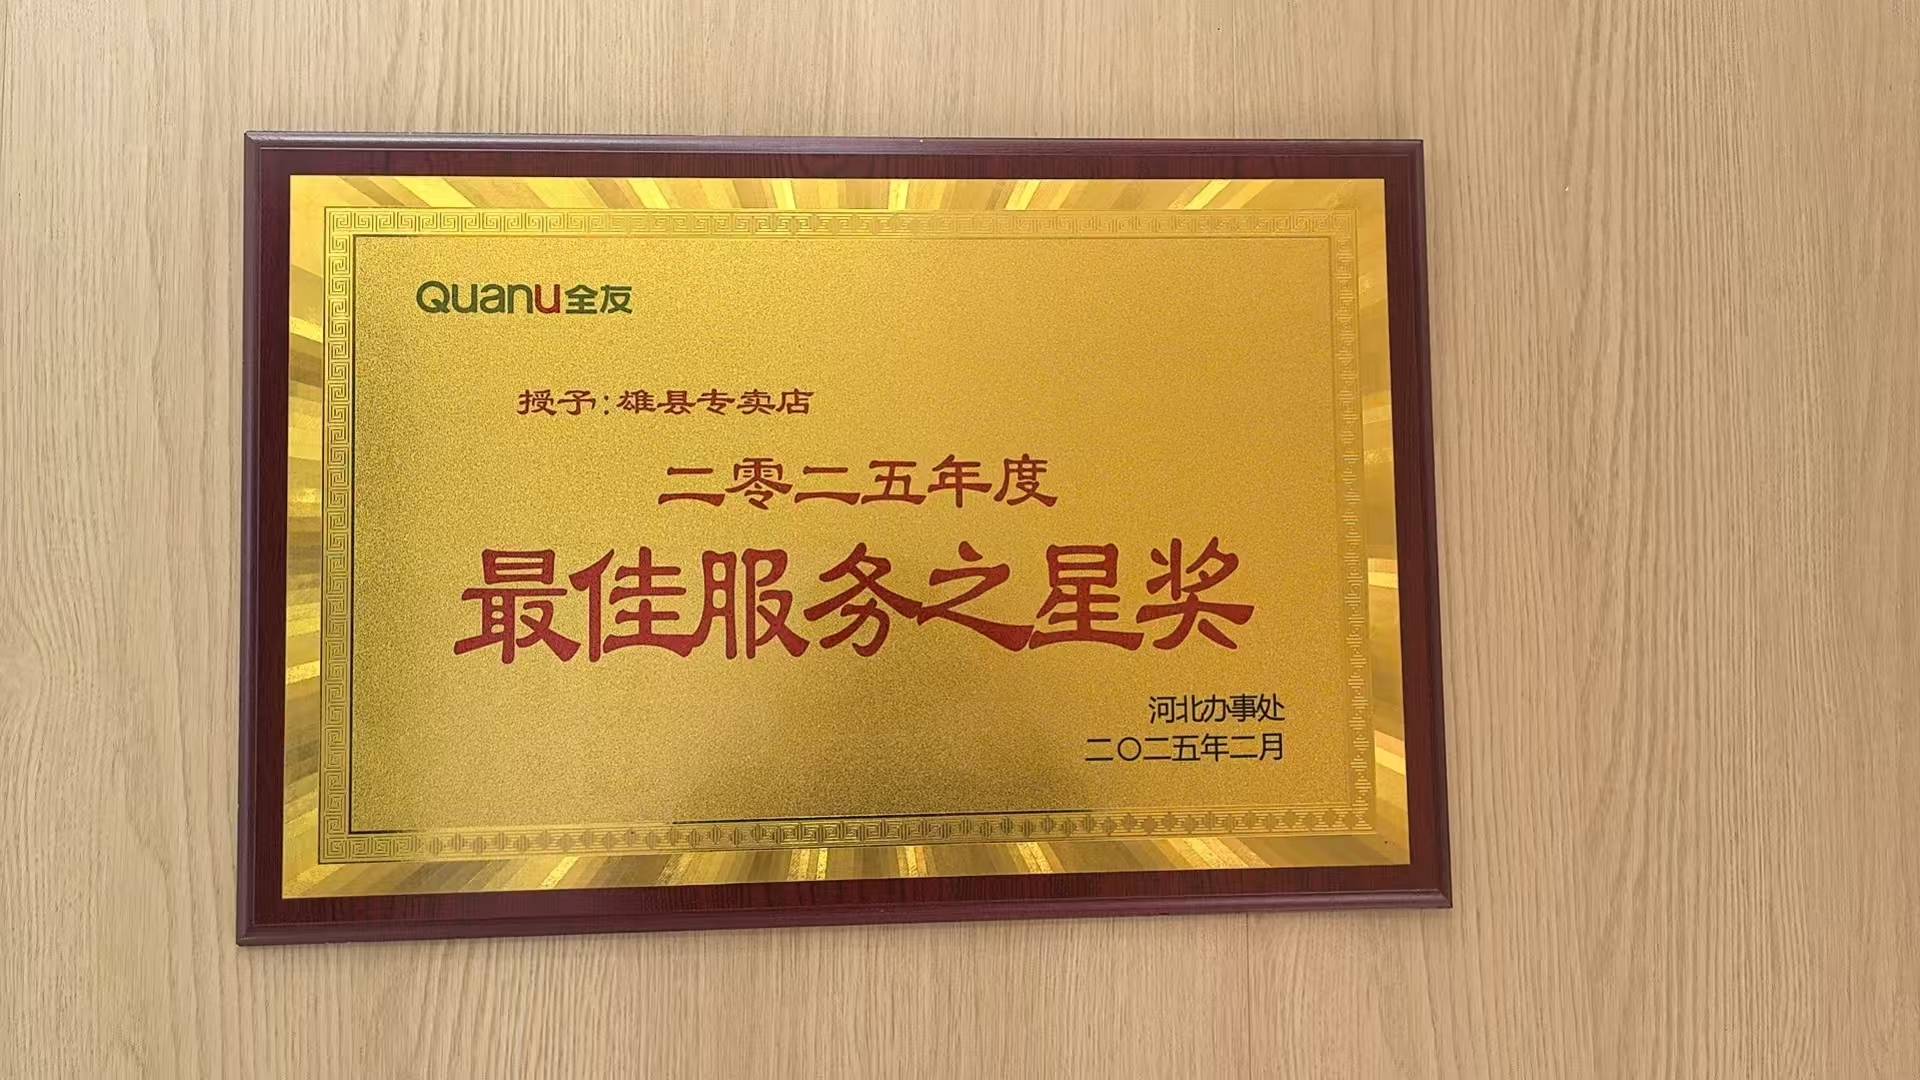 Quanu全友
授予:雄县专卖店
二零二五年度
最佳服务之星奖
河北办事处
二〇二五年二月